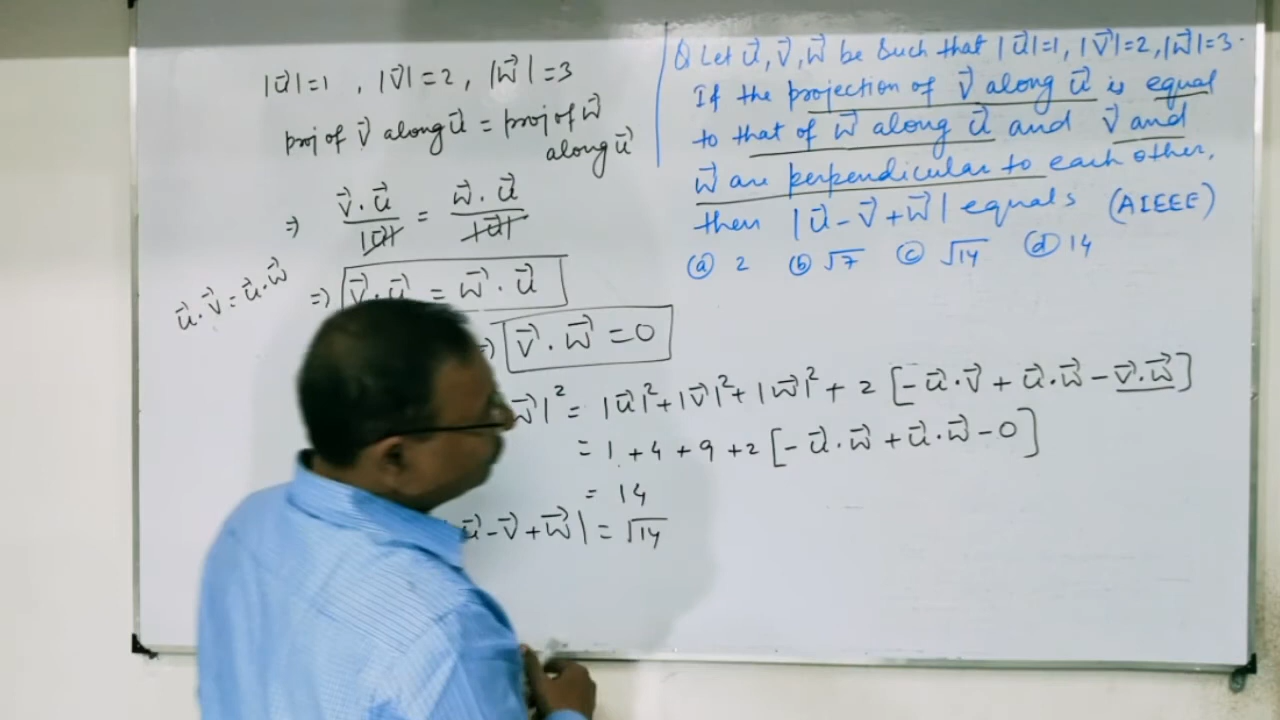 |u⃗|=1 , |v⃗|=2, |w⃗|=3
proj of v⃗ along u⃗ = proj of w⃗
along u⃗
⇒ v⃗·u⃗/|u⃗| = w⃗·u⃗/|u⃗|
u⃗·v⃗=u⃗·w⃗
⇒ v⃗·u⃗ = w⃗·u⃗
⇒ v⃗·w⃗ =0
w⃗|² = |u⃗|²+|v⃗|²+|w⃗|² + 2[-u⃗·v⃗ + u⃗·w⃗ - v⃗·w⃗]
= 1 + 4 + 9 +2[-u⃗·w⃗ + u⃗·w⃗ - 0]
= 14
u⃗ - v⃗ + w⃗| = √14
Q Let u⃗, v⃗, w⃗ be Such that |u⃗|=1, |v⃗|=2, |w⃗|=3.
If the projection of v⃗ along u⃗ is equal
to that of w⃗ along u⃗ and v⃗ and
w⃗ are perpendicular to each other,
then |u⃗ - v⃗ + w⃗| equals (AIEEE)
(a) 2 (b) √7 (c) √14 (d) 14